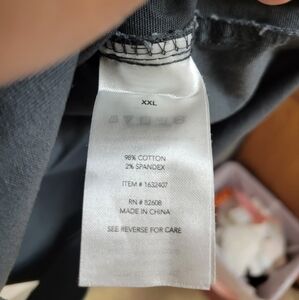 XXL
98% COTTON
2% SPANDEX
ITEM # 1632407
RN # 82608
MADE IN CHINA
SEE REVERSE FOR CARE